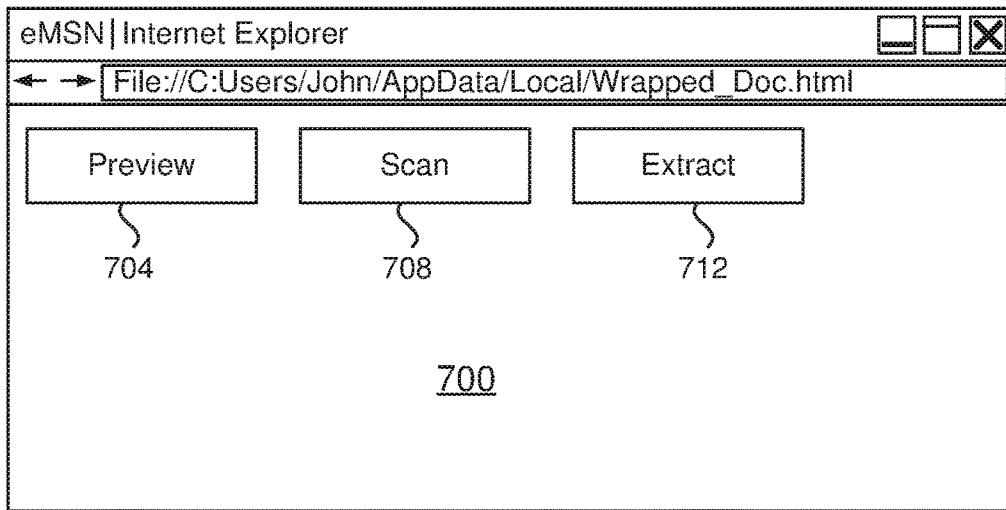 eMSN | Internet Explorer
File://C:Users/John/AppData/Local/Wrapped_Doc.html
Preview Scan Extract
704 708 712
700